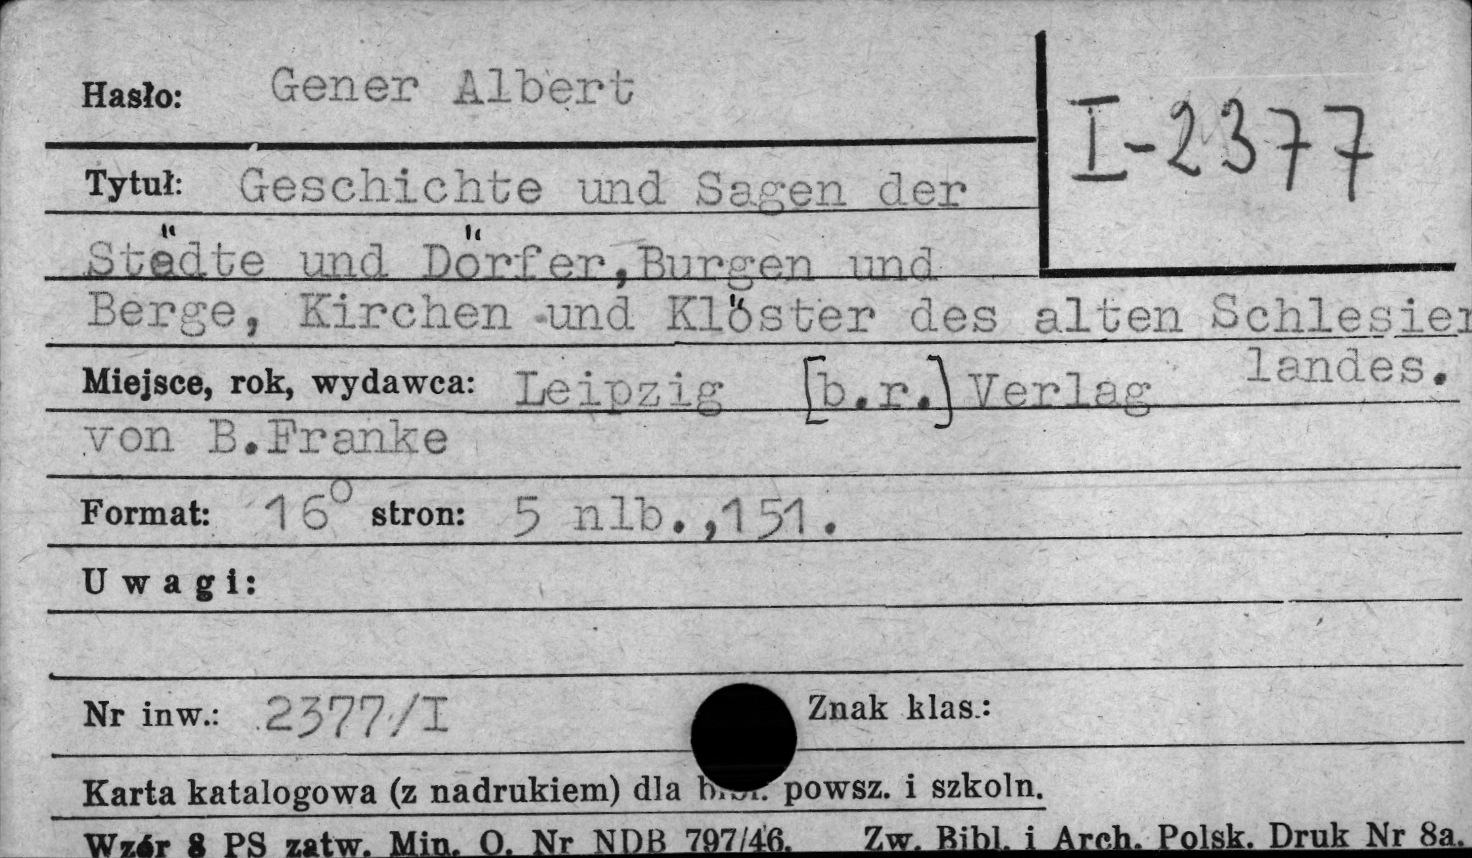 Hasło: Gener Albert
I-2377
Tytuł: Geschichte und Sagen der
Städte und Dörfer, Burgen und
Berge, Kirchen und Klöster des alten Schlesier
landes.
Miejsce, rok, wydawca: Leipzig [b.r.] Verlag
von B.Franke
Format: 16° stron: 5 nlb.,151.
Uwagi:
Nr inw.: 2377/I Znak klas.:
Karta katalogowa (z nadrukiem) dla bibl. powsz. i szkoln.
Wzór 8 PS zatw. Min. O. Nr NDB 797/46. Zw. Bibl. i Arch. Polsk. Druk Nr 8a.